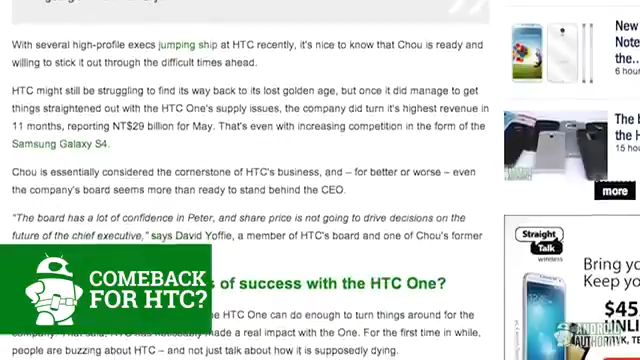 With several high-profile execs jumping ship at HTC recently, it's nice to know that Chou is ready and
willing to stick it out through the difficult times ahead.
HTC might still be struggling to find its way back to its lost golden age, but once it did manage to get
things straightened out with the HTC One's supply issues, the company did turn it's highest revenue in
11 months, reporting NT$29 billion for May. That's even with increasing competition in the form of the
Samsung Galaxy S4.
Chou is essentially considered the cornerstone of HTC's business, and – for better or worse – even
the company's board seems more than ready to stand behind the CEO.
"The board has a lot of confidence in Peter, and share price is not going to drive decisions on the
future of the chief executive," says David Yoffie, a member of HTC's board and one of Chou's former
s of success with the HTC One?
the HTC One can do enough to turn things around for the
made a real impact with the One. For the first time in while,
people are buzzing about HTC – and not just talk about how it is supposedly dying.
COMEBACK
FOR HTC?
New
Note
the...
6 hour
The b
the H
15 hou
more
Straight
Talk
wireless
Bring yo
Keep yo
$45
UNLI
ANDROID
AUTHORITY